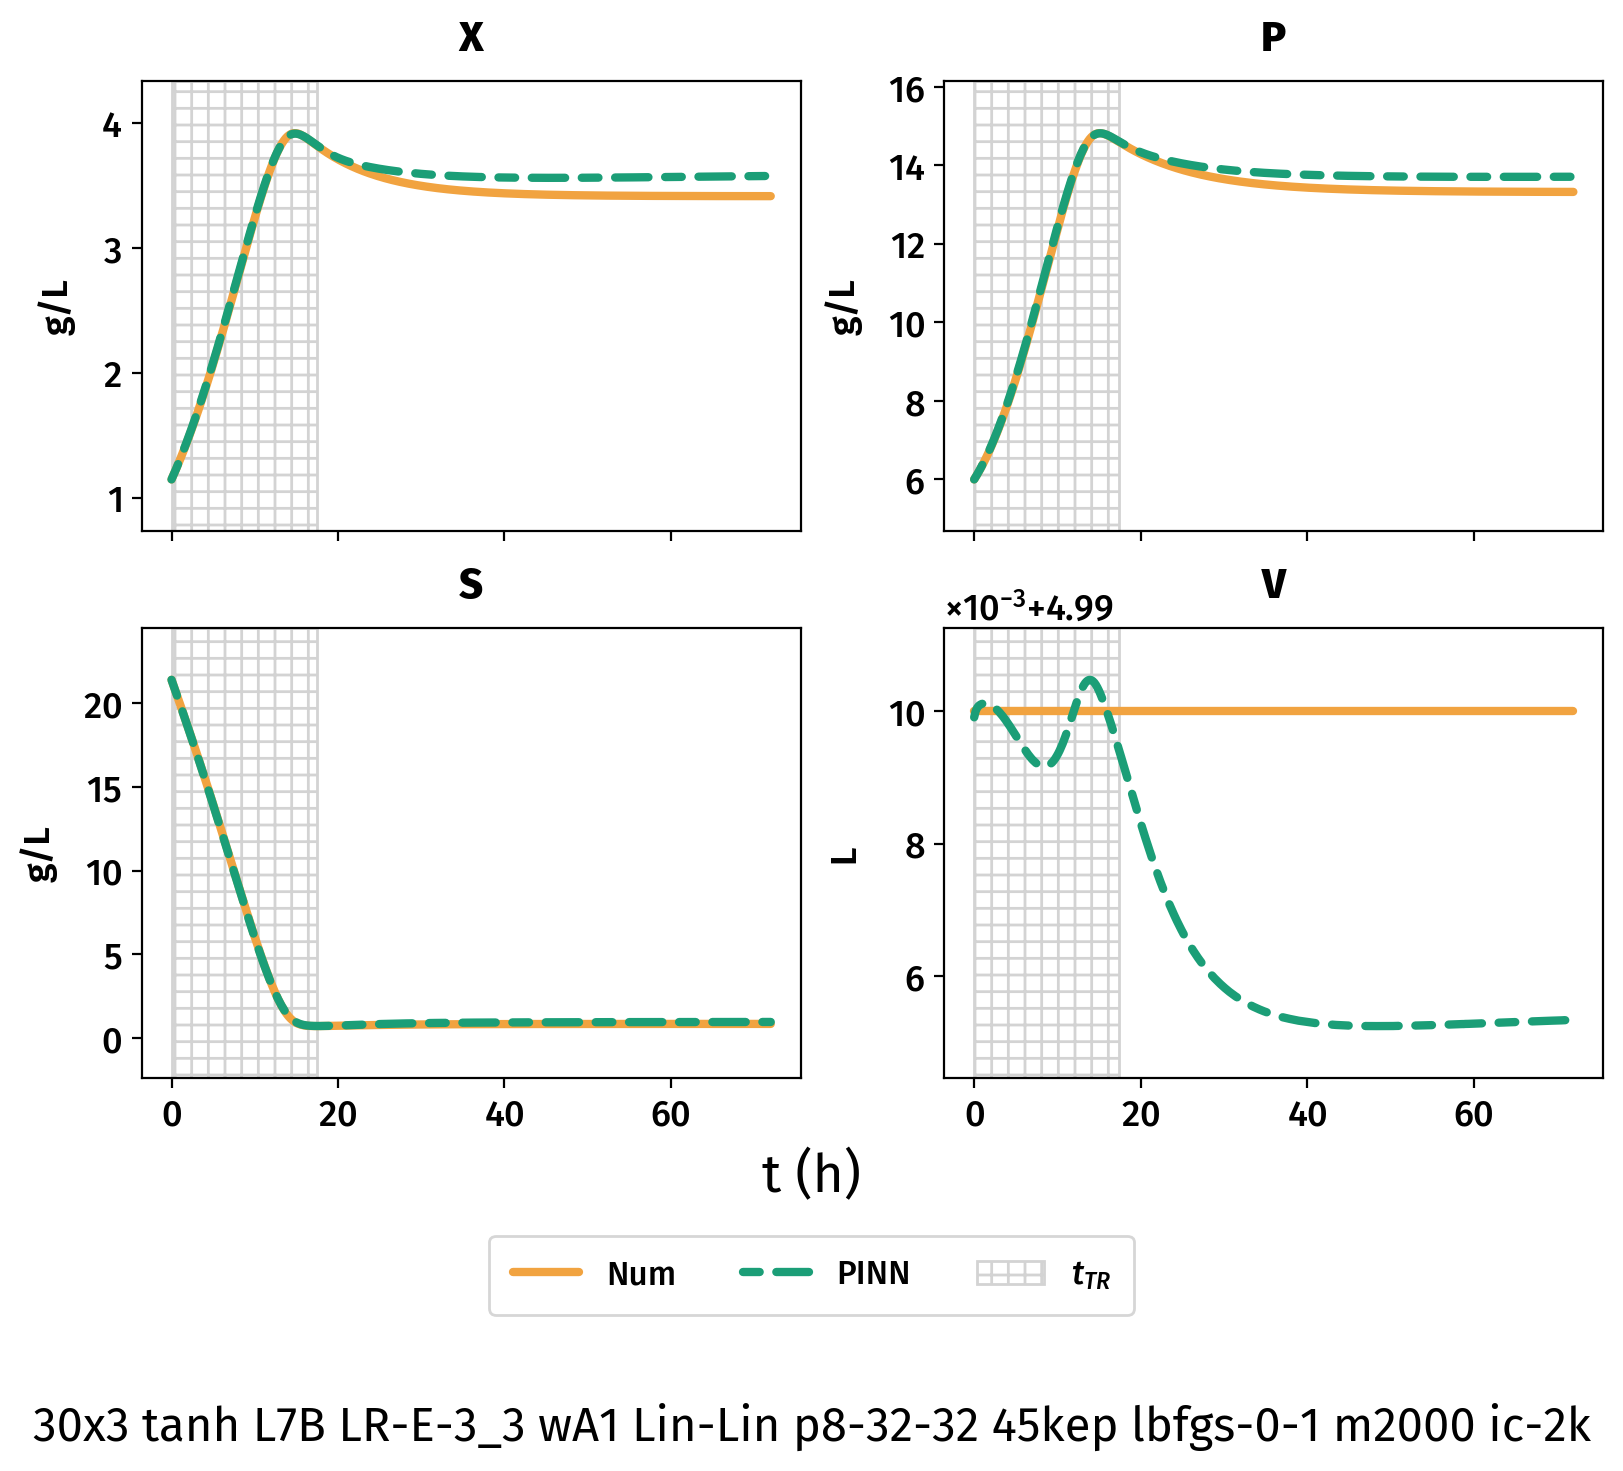 X
4
3
2
1
g/L
P
16
14
12
10
8
6
g/L
S
20
15
10
5
0
g/L
0 20 40 60
V
×10⁻³+4.99
10
8
6
L
0 20 40 60
t (h)
Num PINN t_TR
30x3 tanh L7B LR-E-3_3 wA1 Lin-Lin p8-32-32 45kep lbfgs-0-1 m2000 ic-2k